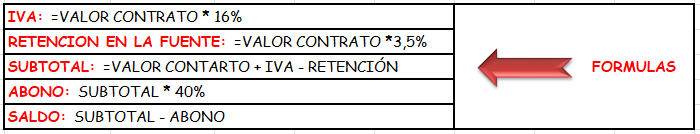 IVA: =VALOR CONTRATO * 16%
RETENCION EN LA FUENTE: =VALOR CONTRATO *3,5%
SUBTOTAL: =VALOR CONTARTO + IVA - RETENCIÓN
FORMULAS
ABONO: SUBTOTAL * 40%
SALDO: SUBTOTAL - ABONO